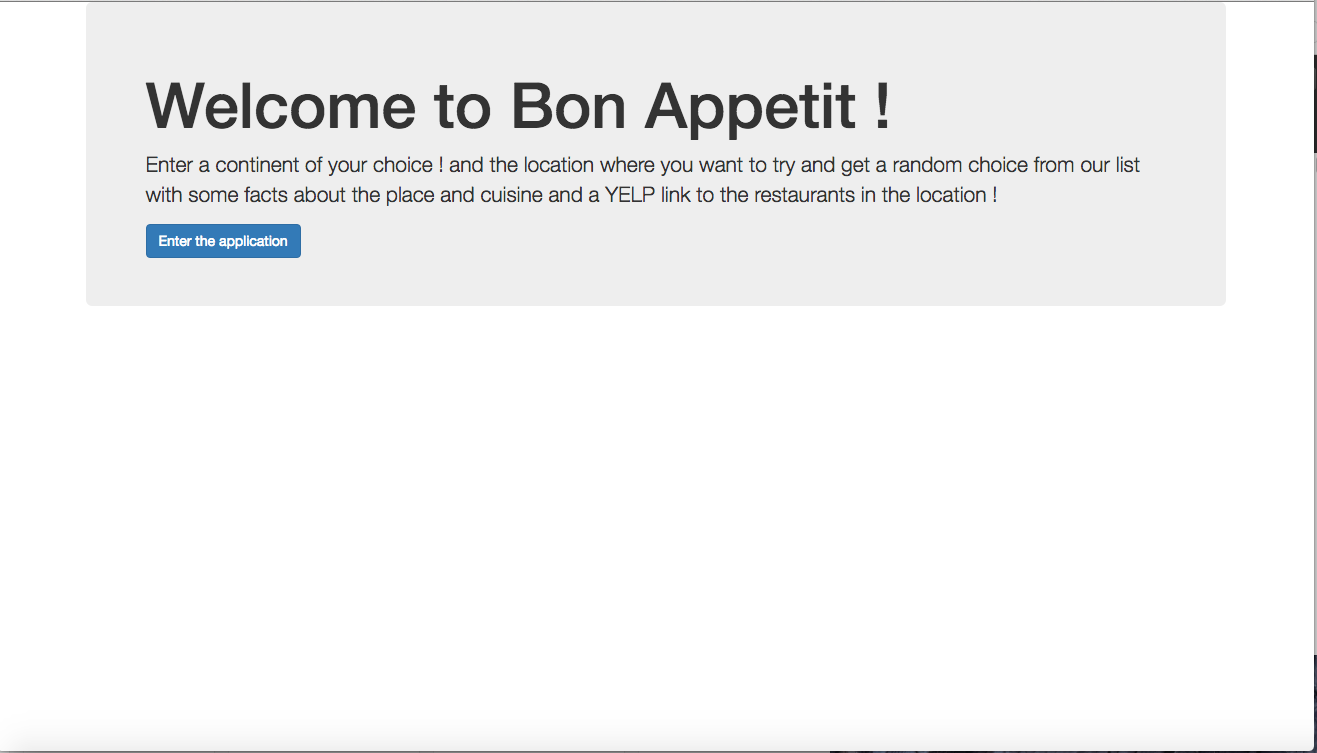 Welcome to Bon Appetit !
Enter a continent of your choice ! and the location where you want to try and get a random choice from our list
with some facts about the place and cuisine and a YELP link to the restaurants in the location !
Enter the application